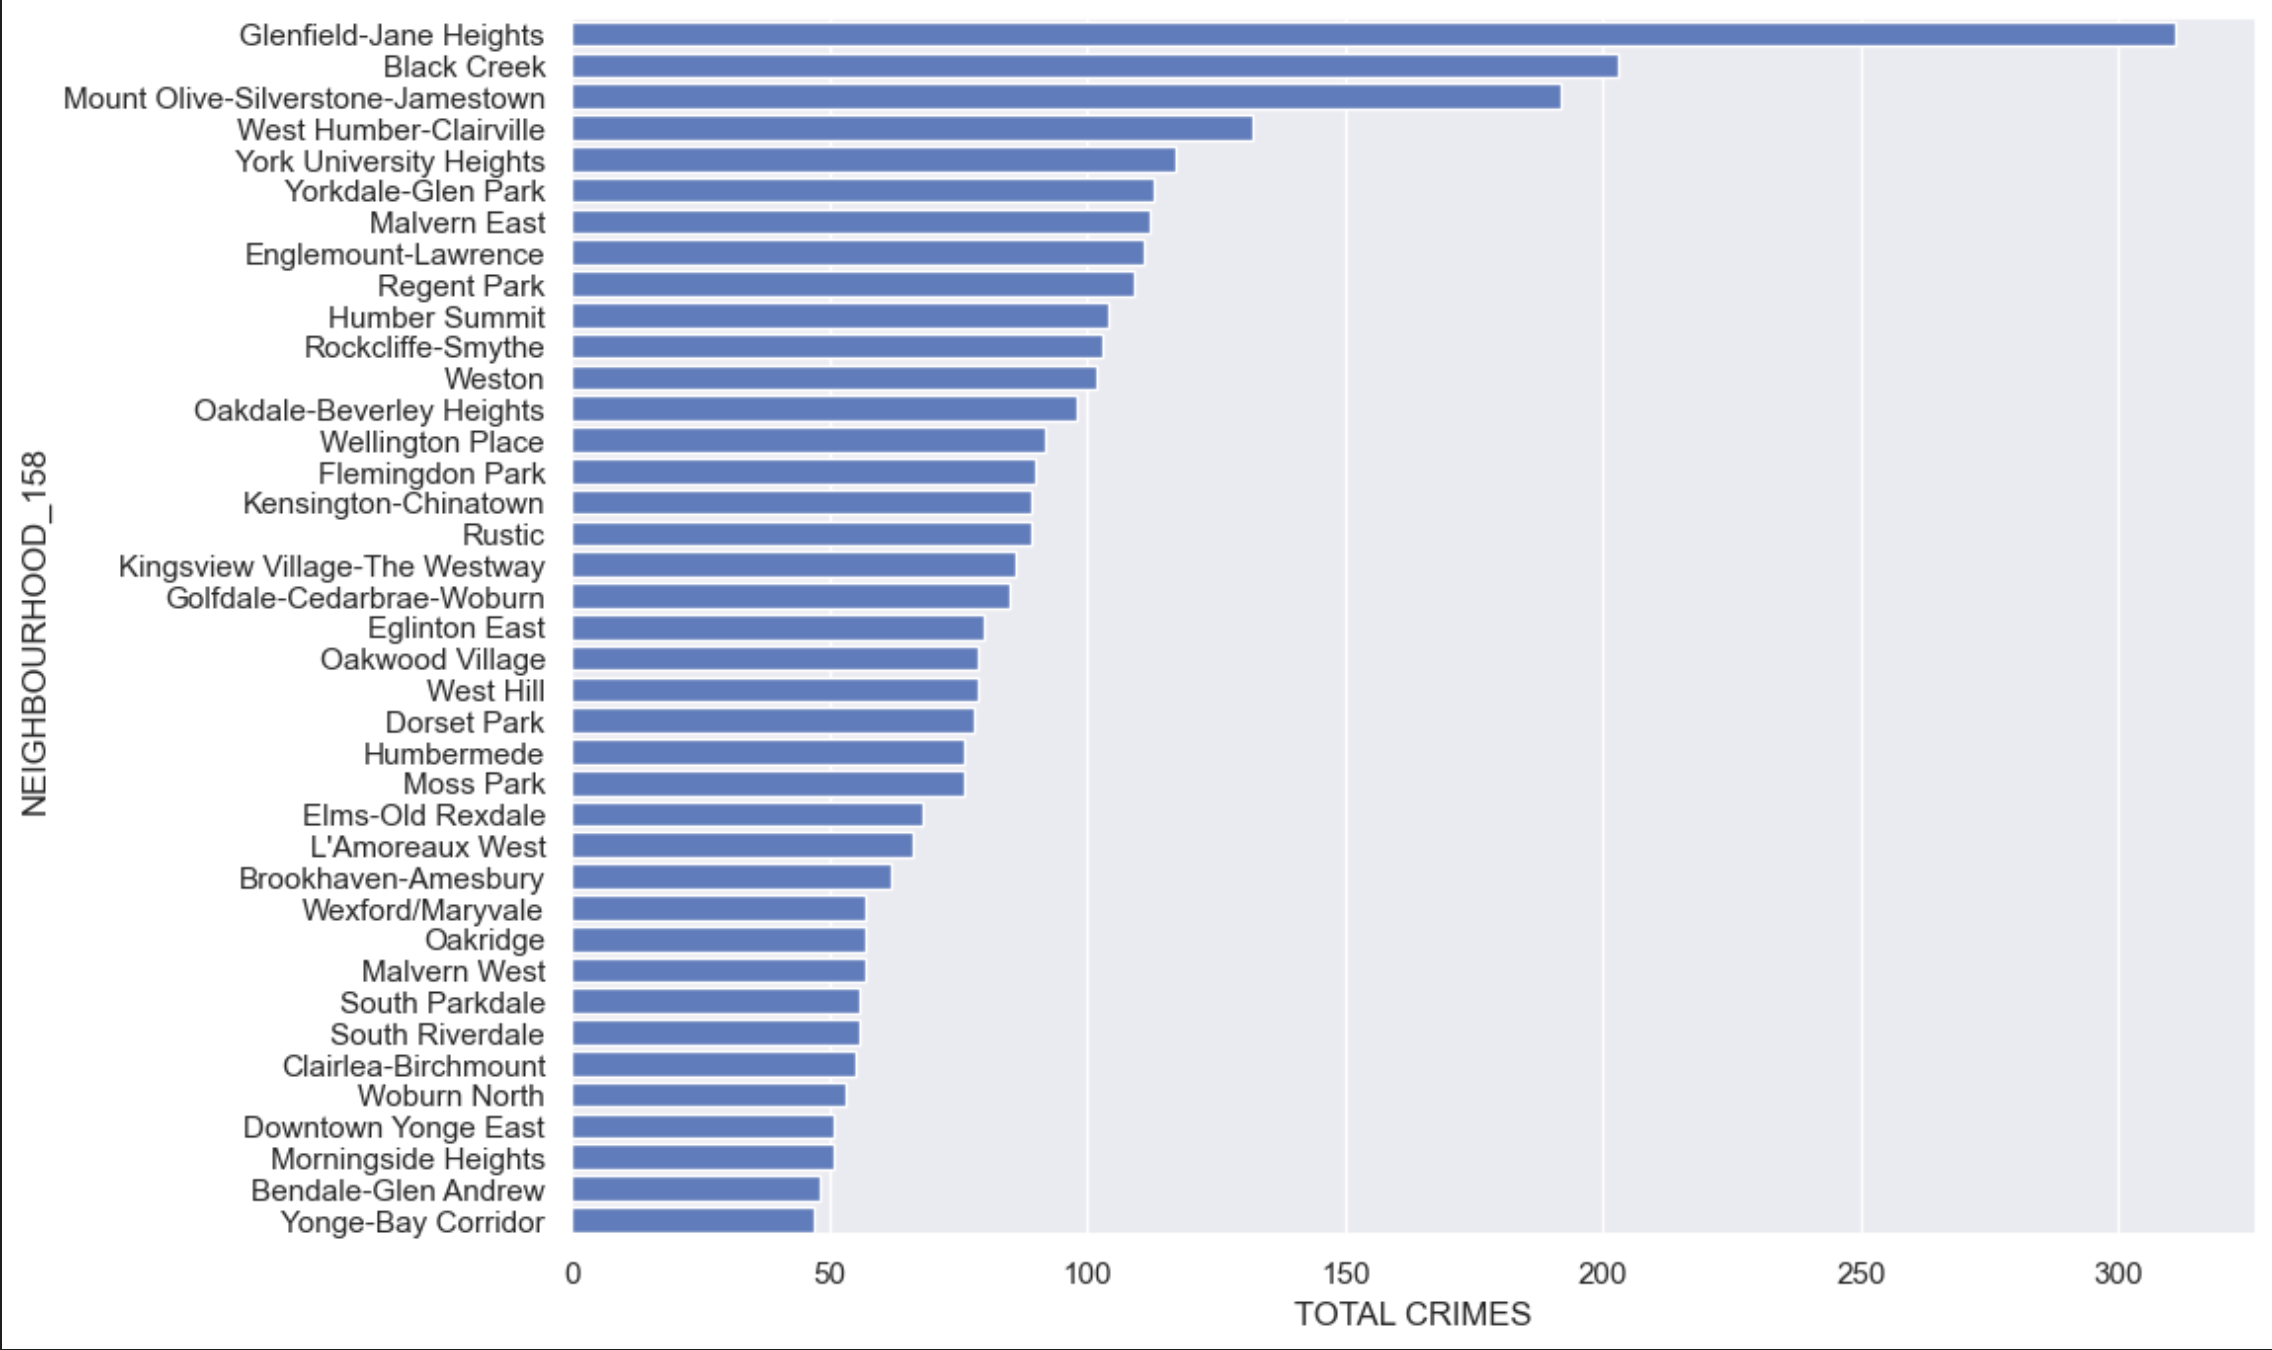 Glenfield-Jane Heights
Black Creek
Mount Olive-Silverstone-Jamestown
West Humber-Clairville
York University Heights
Yorkdale-Glen Park
Malvern East
Englemount-Lawrence
Regent Park
Humber Summit
Rockcliffe-Smythe
Weston
Oakdale-Beverley Heights
Wellington Place
Flemingdon Park
Kensington-Chinatown
Rustic
Kingsview Village-The Westway
Golfdale-Cedarbrae-Woburn
Eglinton East
Oakwood Village
West Hill
Dorset Park
Humbermede
Moss Park
Elms-Old Rexdale
L'Amoreaux West
Brookhaven-Amesbury
Wexford/Maryvale
Oakridge
Malvern West
South Parkdale
South Riverdale
Clairlea-Birchmount
Woburn North
Downtown Yonge East
Morningside Heights
Bendale-Glen Andrew
Yonge-Bay Corridor
NEIGHBOURHOOD_158
0 50 100 150 200 250 300
TOTAL CRIMES